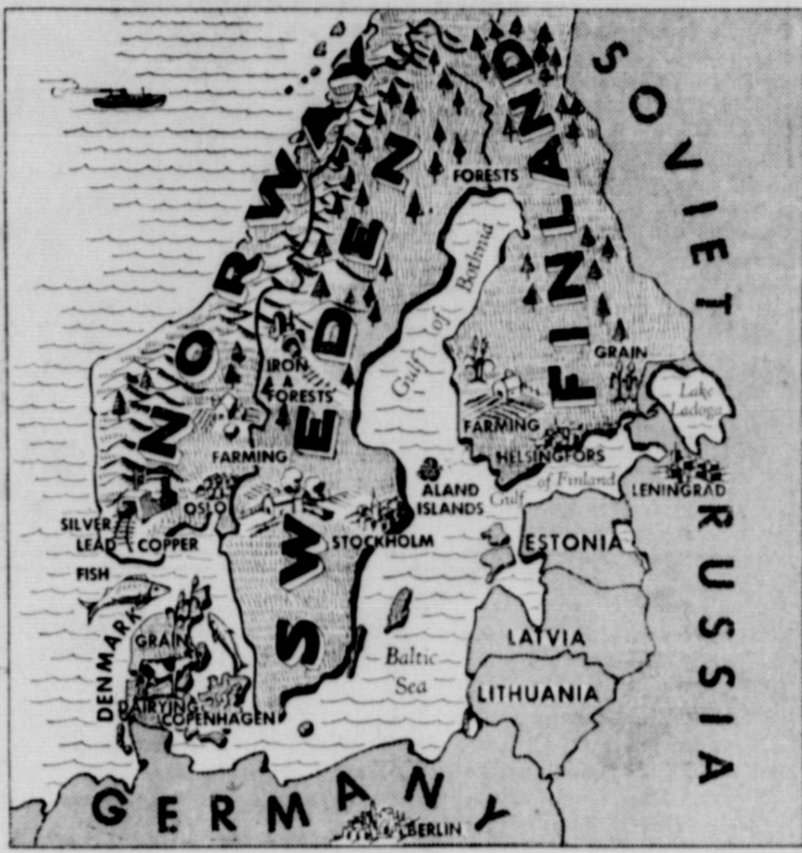 NORWAY
SWEDEN
FINLAND
SOVIET
RUSSIA
FORESTS
Gulf of Bothnia
IRON
FORESTS
GRAIN
Lake
Ladoga
FARMING
HELSINGFORS
FARMING
ALAND
ISLANDS
Gulf of Finland
LENINGRAD
OSLO
STOCKHOLM
SILVER
LEAD
COPPER
FISH
ESTONIA
DENMARK
GRAIN
LATVIA
Baltic
Sea
DAIRYING
COPENHAGEN
LITHUANIA
GERMANY
BERLIN